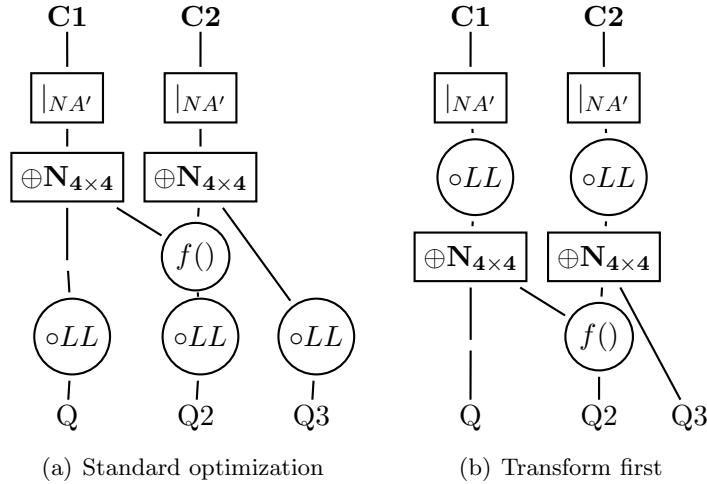 C1 C2 C1 C2
|NA′ |NA′ |NA′ |NA′
⊕N4×4 ⊕N4×4 ∘LL ∘LL
f() ⊕N4×4 ⊕N4×4
∘LL ∘LL ∘LL f()
Q Q2 Q3 Q Q2 Q3
(a) Standard optimization (b) Transform first